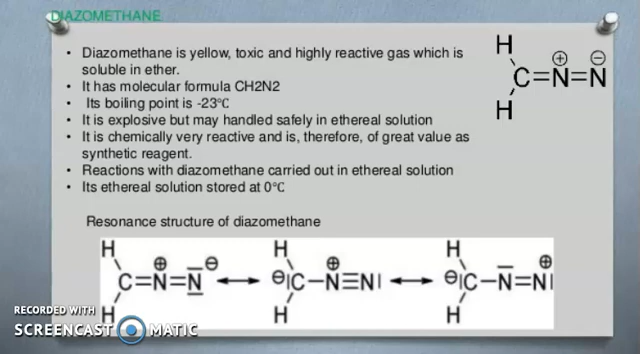 DIAZOMETHANE
• Diazomethane is yellow, toxic and highly reactive gas which is
soluble in ether.
• It has molecular formula CH2N2
• Its boiling point is -23℃
• It is explosive but may handled safely in ethereal solution
• It is chemically very reactive and is, therefore, of great value as
synthetic reagent.
• Reactions with diazomethane carried out in ethereal solution
• Its ethereal solution stored at 0℃
H
⊕ ⊖
C=N=N
H
Resonance structure of diazomethane
H H H
⊕ ⊖ ⊕ ⊕
C=N=N ⟷ ⊖|C−N≡N| ⟷ ⊖|C−N=N|
H H H
RECORDED WITH
SCREENCAST MATIC